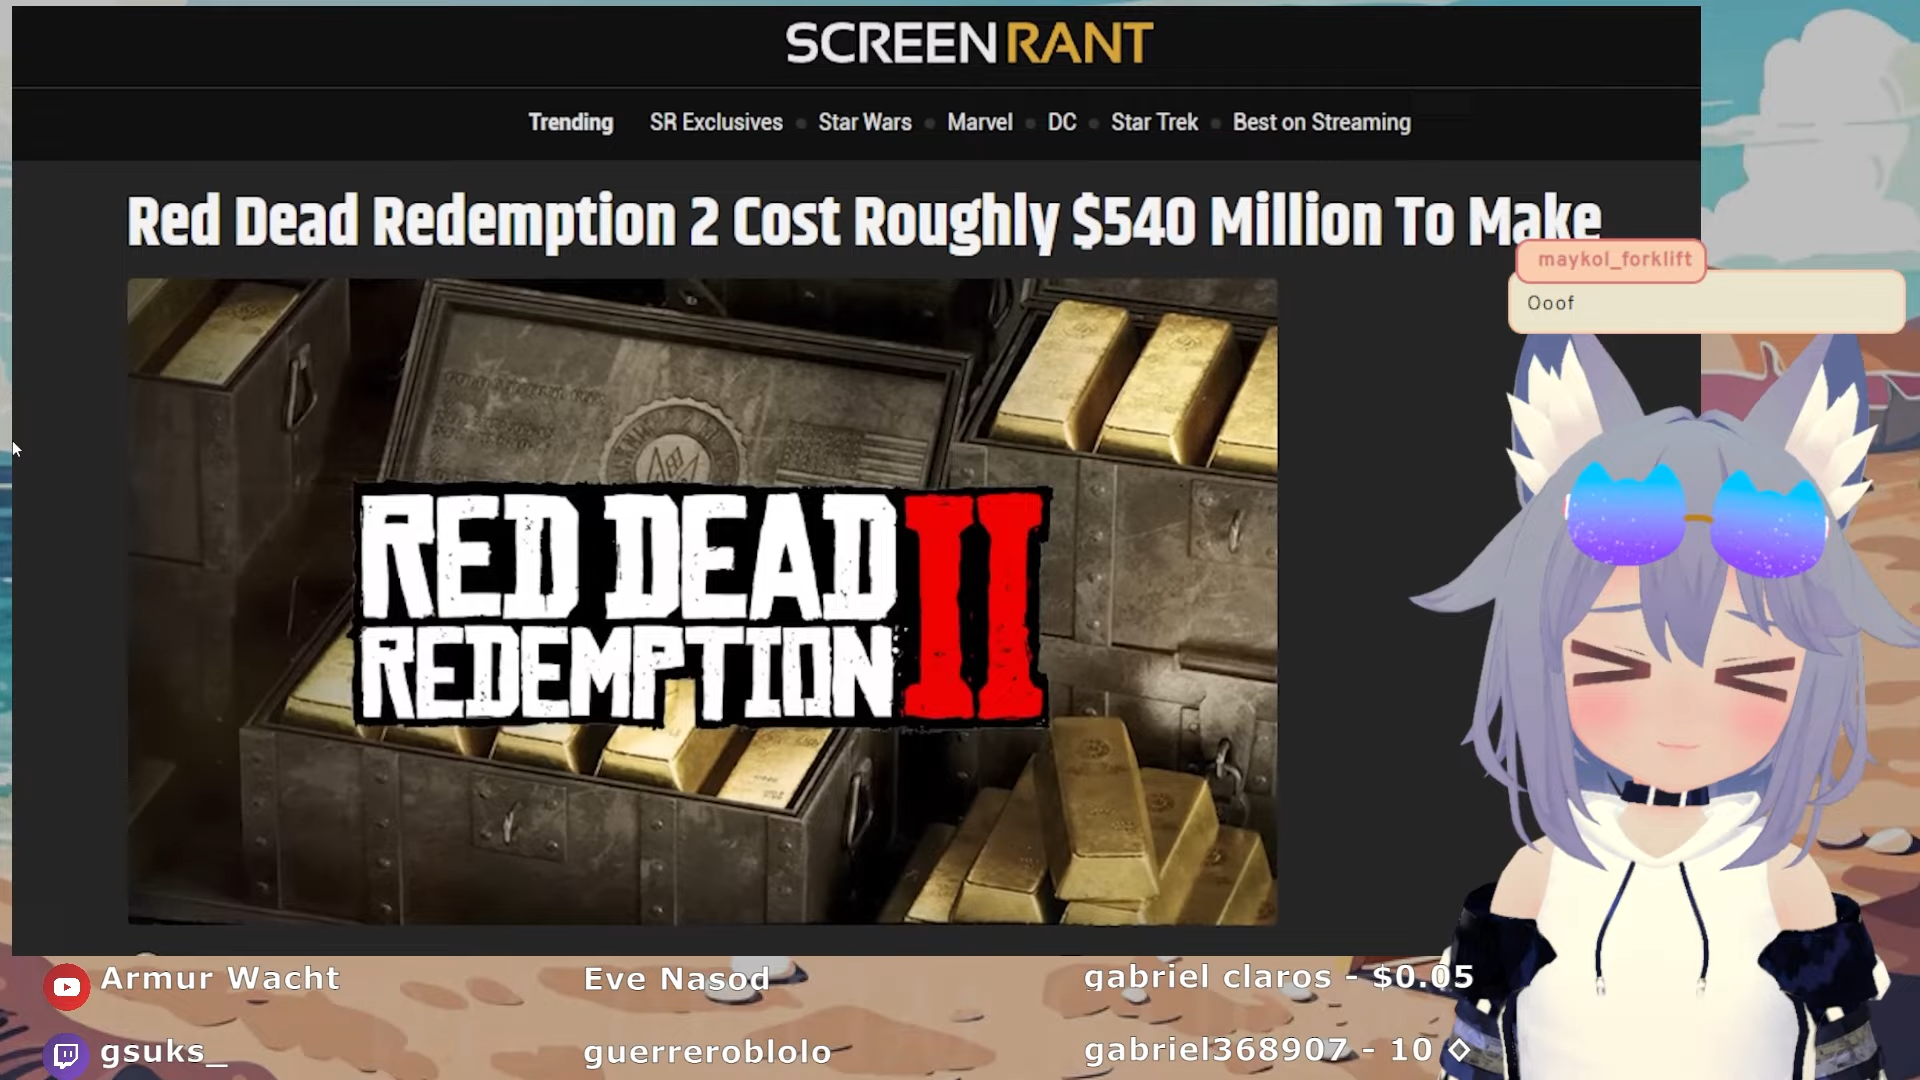 SCREENRANT
Trending SR Exclusives Star Wars Marvel DC Star Trek Best on Streaming
Red Dead Redemption 2 Cost Roughly $540 Million To Make
maykol_forklift
Ooof
RED DEAD
REDEMPTION II
Armur Wacht Eve Nasod gabriel claros - $0.05
gsuks_ guerreroblolo gabriel368907 - 10